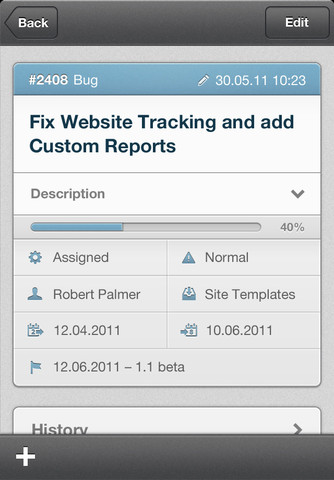 Back
Edit
#2408 Bug
30.05.11 10:23
Fix Website Tracking and add
Custom Reports
Description
40%
Assigned
Normal
Robert Palmer
Site Templates
12.04.2011
10.06.2011
12.06.2011 – 1.1 beta
History